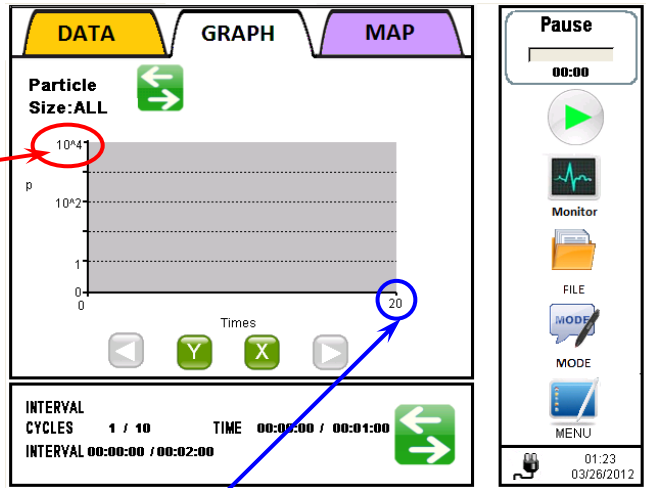 DATA
GRAPH
MAP
Particle
Size:ALL
10^4
p
10^2
1
0
0
20
Times
Y
X
INTERVAL
CYCLES 1 / 10 TIME 00:00:00 / 00:01:00
INTERVAL 00:00:00 / 00:02:00
Pause
00:00
Monitor
FILE
MODE
MODE
MENU
01:23
03/26/2012